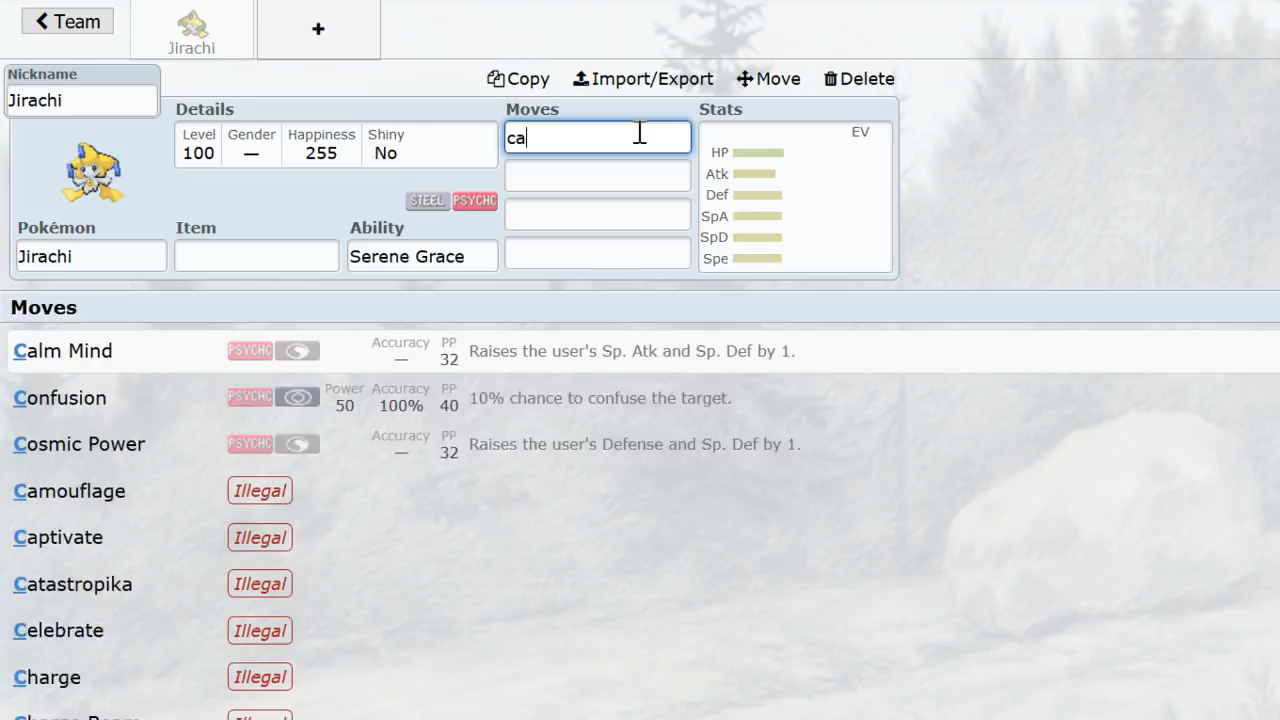 Team
Jirachi
+
Nickname
Jirachi
Copy Import/Export Move Delete
Details
Level Gender Happiness Shiny
100 — 255 No
STEEL PSYCHC
Pokémon Item Ability
Jirachi Serene Grace
Moves
ca
Stats
EV
HP
Atk
Def
SpA
SpD
Spe
Moves
Calm Mind PSYCHC Accuracy — PP 32 Raises the user's Sp. Atk and Sp. Def by 1.
Confusion PSYCHC Power 50 Accuracy 100% PP 40 10% chance to confuse the target.
Cosmic Power PSYCHC Accuracy — PP 32 Raises the user's Defense and Sp. Def by 1.
Camouflage Illegal
Captivate Illegal
Catastropika Illegal
Celebrate Illegal
Charge Illegal